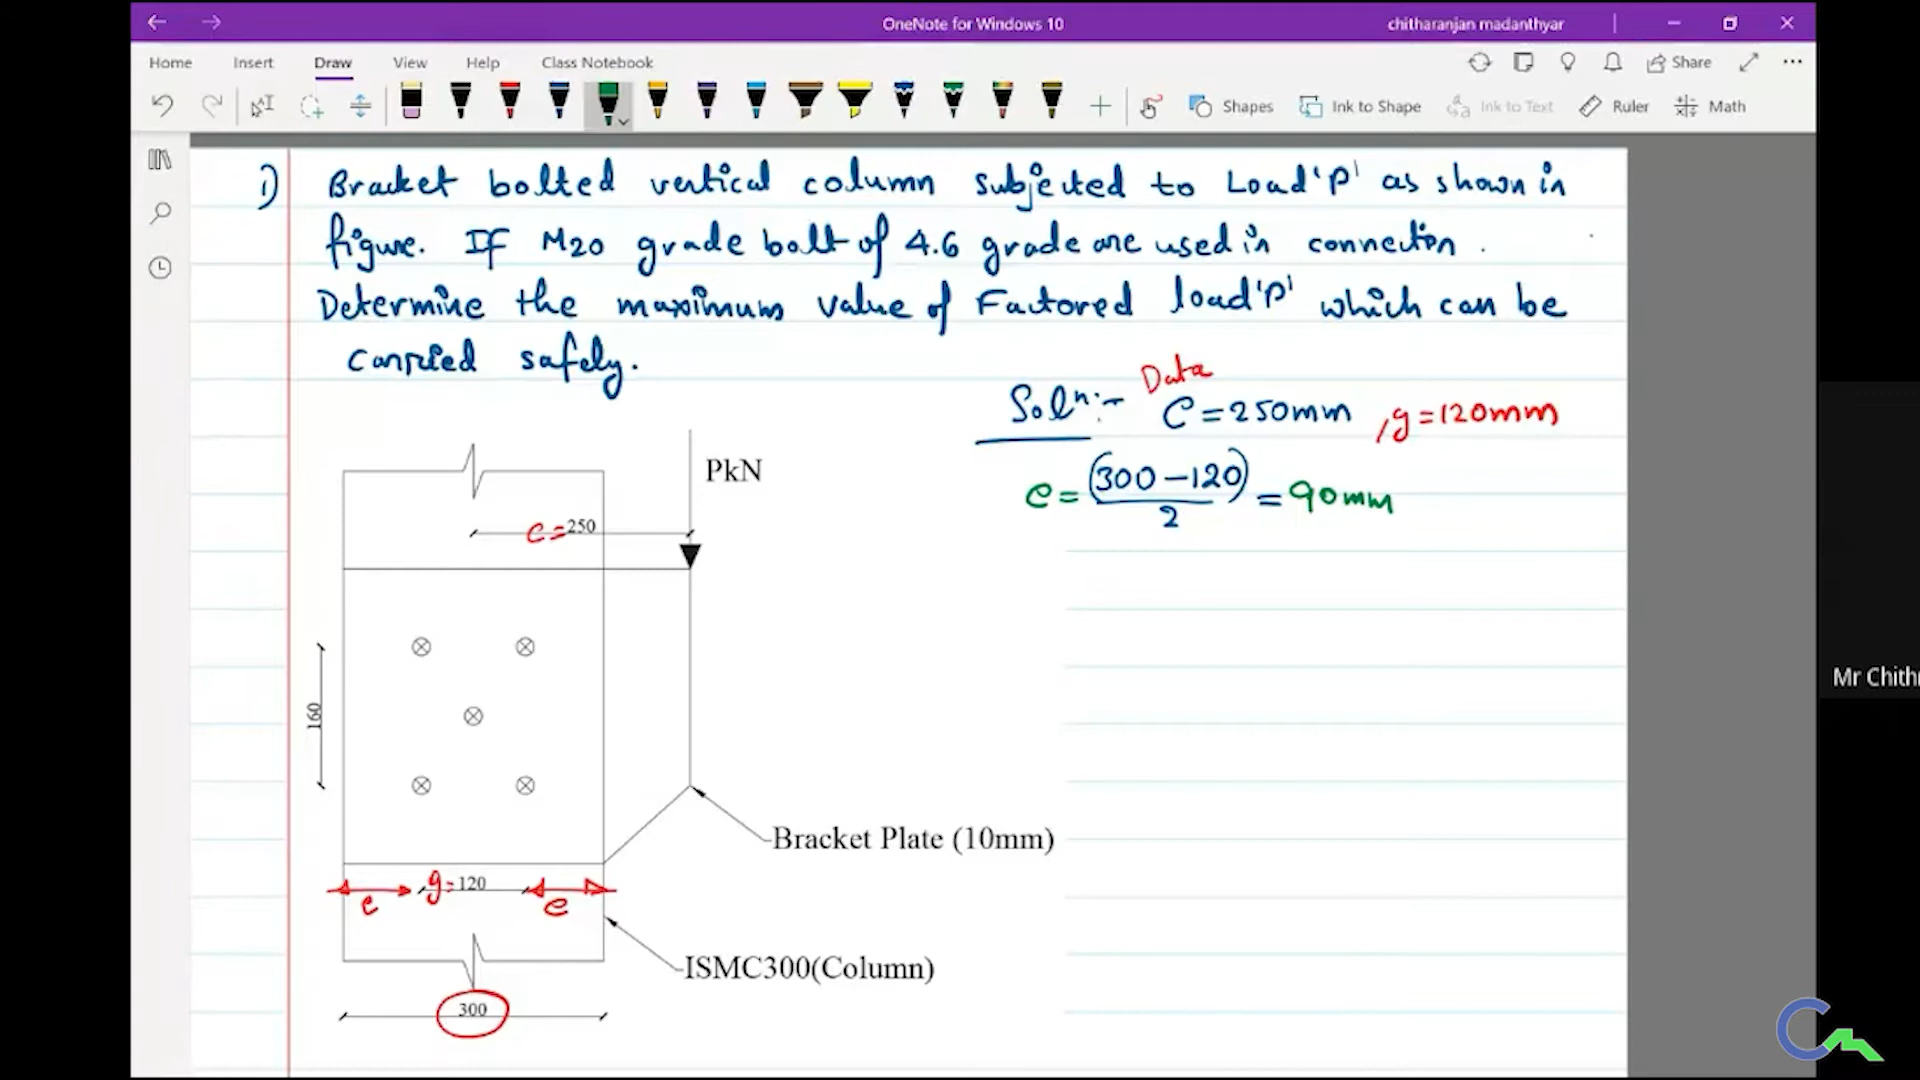 OneNote for Windows 10
chitharanjan madanthyar
Home Insert Draw View Help Class Notebook
Share
Shapes Ink to Shape Ink to Text Ruler Math
1) Bracket bolted vertical column subjected to Load 'P' as shown in
figure. IF M20 grade bolt of 4.6 grade are used in connection.
Determine the maximum value of Factored load 'P' which can be
carried safely.
Data
Soln:- C=250mm, g=120mm
e = (300-120)/2 = 90mm
PkN
e=250
160
Bracket Plate (10mm)
e g=120 e
ISMC300(Column)
300
Mr Chithr
CM